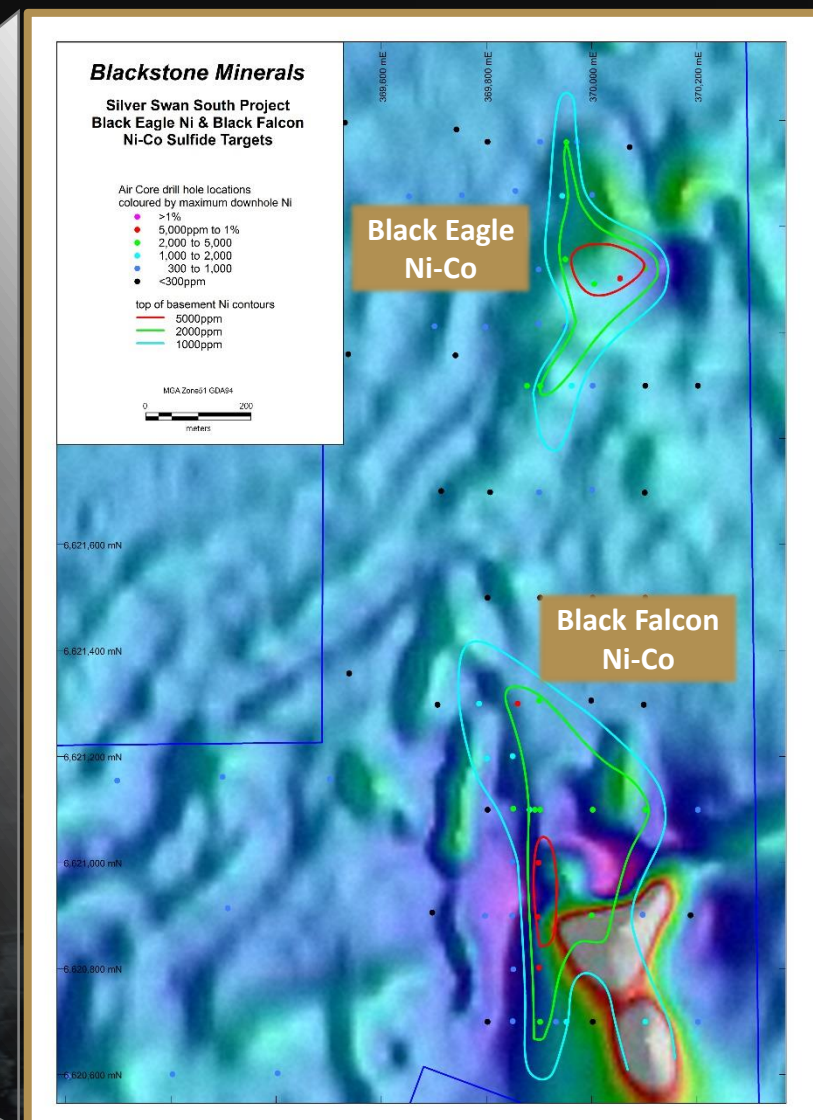 Blackstone Minerals
Silver Swan South Project
Black Eagle Ni & Black Falcon
Ni-Co Sulfide Targets
Air Core drill hole locations
coloured by maximum downhole Ni
>1%
5,000ppm to 1%
2,000 to 5,000
1,000 to 2,000
300 to 1,000
<300ppm
top of basement Ni contours
5000ppm
2000ppm
1000ppm
MGA Zone51 GDA94
0 200
meters
369,600 mE
369,800 mE
370,000 mE
370,200 mE
Black Eagle
Ni-Co
6,621,600 mN
Black Falcon
Ni-Co
6,621,400 mN
6,621,200 mN
6,621,000 mN
6,620,800 mN
6,620,600 mN